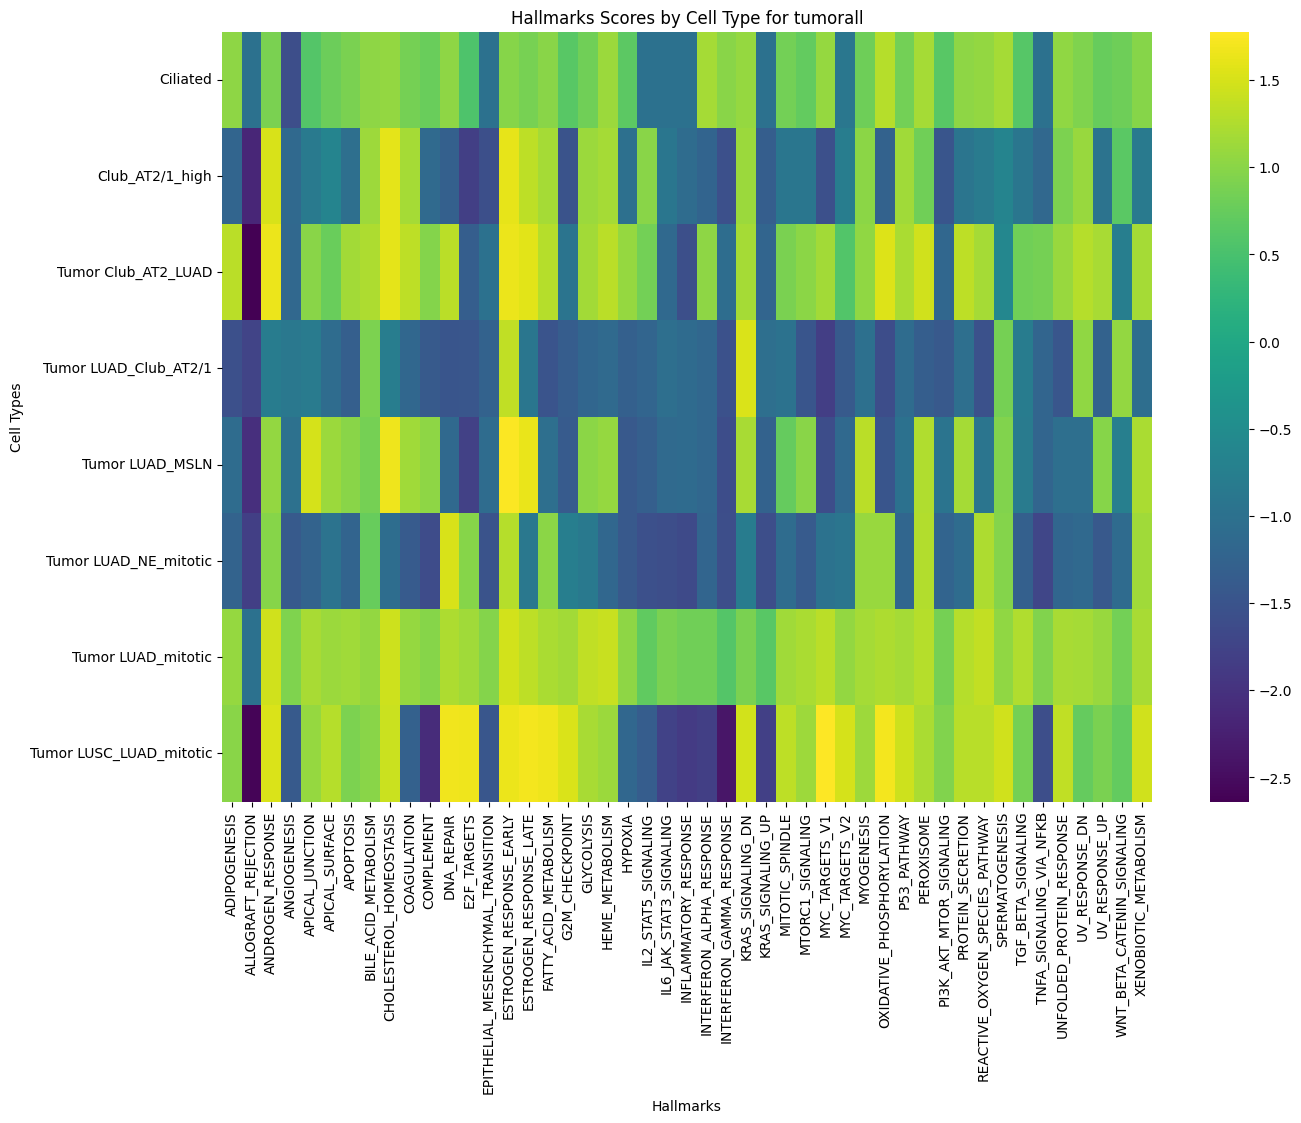 Hallmarks Scores by Cell Type for tumorall
Cell Types
Ciliated
Club_AT2/1_high
Tumor Club_AT2_LUAD
Tumor LUAD_Club_AT2/1
Tumor LUAD_MSLN
Tumor LUAD_NE_mitotic
Tumor LUAD_mitotic
Tumor LUSC_LUAD_mitotic
1.5
1.0
0.5
0.0
−0.5
−1.0
−1.5
−2.0
−2.5
ADIPOGENESIS
ALLOGRAFT_REJECTION
ANDROGEN_RESPONSE
ANGIOGENESIS
APICAL_JUNCTION
APICAL_SURFACE
APOPTOSIS
BILE_ACID_METABOLISM
CHOLESTEROL_HOMEOSTASIS
COAGULATION
COMPLEMENT
DNA_REPAIR
E2F_TARGETS
EPITHELIAL_MESENCHYMAL_TRANSITION
ESTROGEN_RESPONSE_EARLY
ESTROGEN_RESPONSE_LATE
FATTY_ACID_METABOLISM
G2M_CHECKPOINT
GLYCOLYSIS
HEME_METABOLISM
HYPOXIA
IL2_STAT5_SIGNALING
IL6_JAK_STAT3_SIGNALING
INFLAMMATORY_RESPONSE
INTERFERON_ALPHA_RESPONSE
INTERFERON_GAMMA_RESPONSE
KRAS_SIGNALING_DN
KRAS_SIGNALING_UP
MITOTIC_SPINDLE
MTORC1_SIGNALING
MYC_TARGETS_V1
MYC_TARGETS_V2
MYOGENESIS
OXIDATIVE_PHOSPHORYLATION
P53_PATHWAY
PEROXISOME
PI3K_AKT_MTOR_SIGNALING
PROTEIN_SECRETION
REACTIVE_OXYGEN_SPECIES_PATHWAY
SPERMATOGENESIS
TGF_BETA_SIGNALING
TNFA_SIGNALING_VIA_NFKB
UNFOLDED_PROTEIN_RESPONSE
UV_RESPONSE_DN
UV_RESPONSE_UP
WNT_BETA_CATENIN_SIGNALING
XENOBIOTIC_METABOLISM
Hallmarks